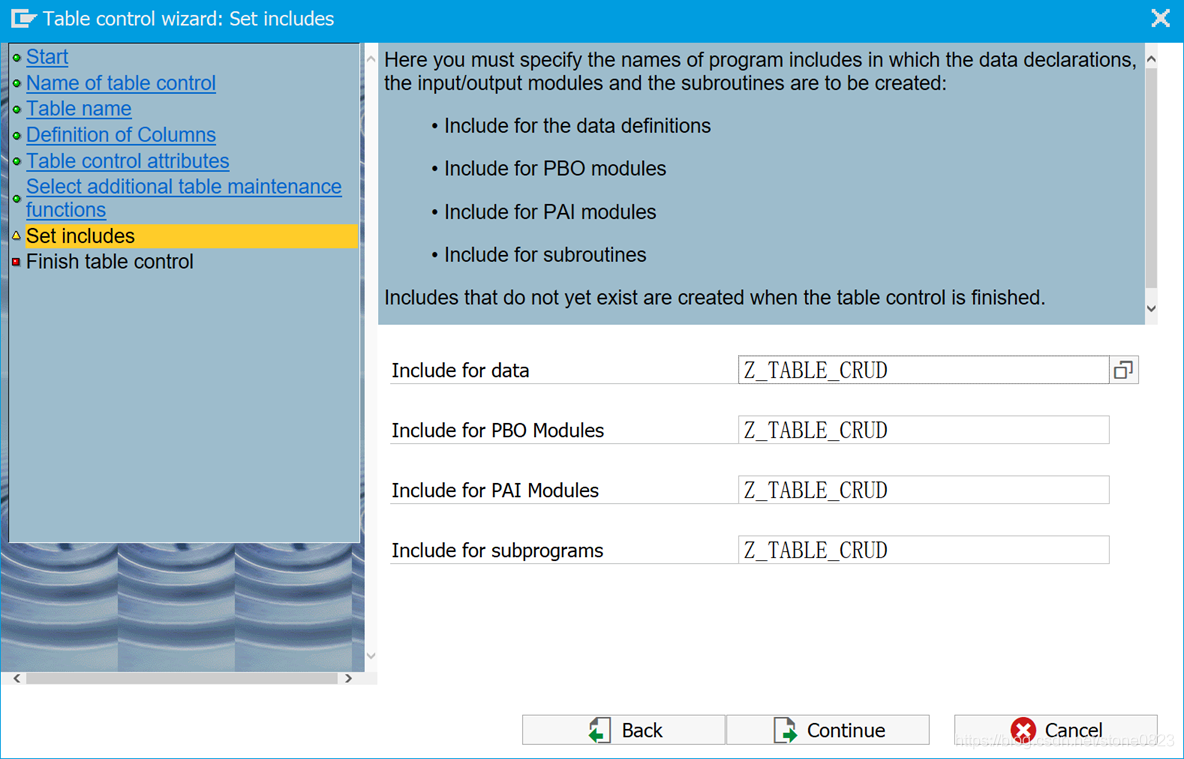 Table control wizard: Set includes
Start
Name of table control
Table name
Definition of Columns
Table control attributes
Select additional table maintenance
functions
Set includes
Finish table control
Here you must specify the names of program includes in which the data declarations,
the input/output modules and the subroutines are to be created:
• Include for the data definitions
• Include for PBO modules
• Include for PAI modules
• Include for subroutines
Includes that do not yet exist are created when the table control is finished.
Include for data Z_TABLE_CRUD
Include for PBO Modules Z_TABLE_CRUD
Include for PAI Modules Z_TABLE_CRUD
Include for subprograms Z_TABLE_CRUD
Back Continue Cancel
https://blog.csdn.net/stone0823